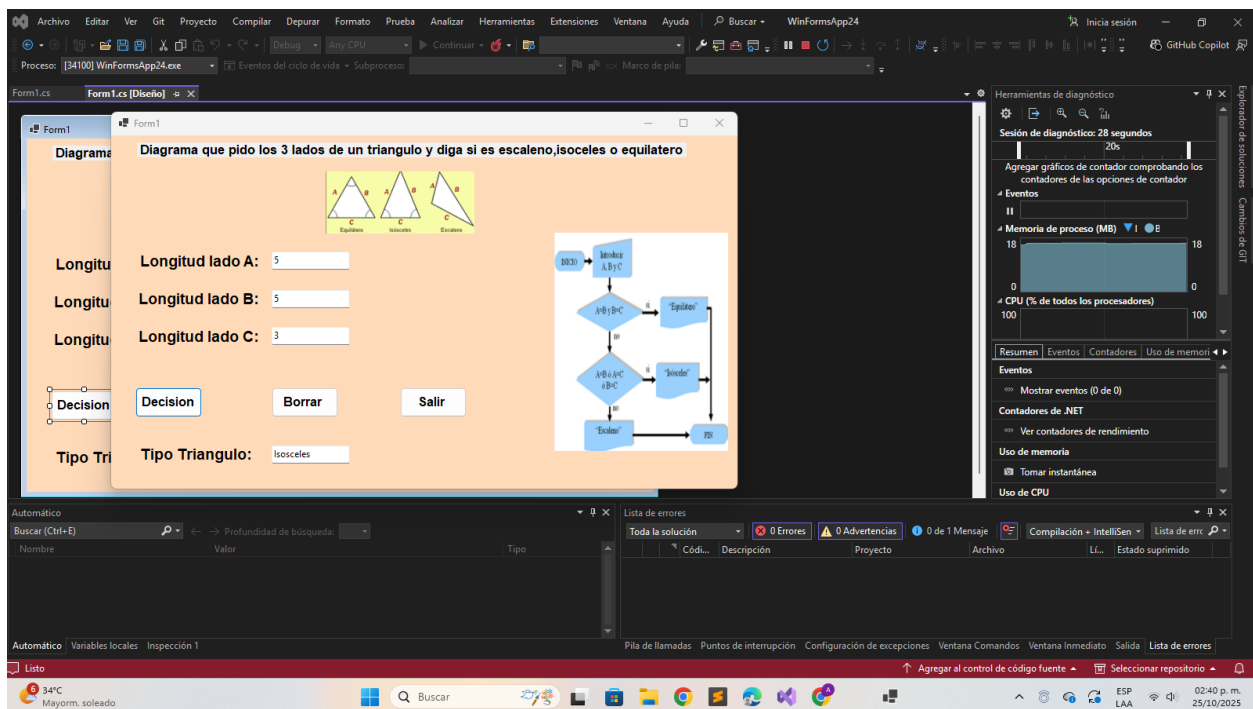 Archivo Editar Ver Git Proyecto Compilar Depurar Formato Prueba Analizar Herramientas Extensiones Ventana Ayuda Buscar WinFormsApp24 Inicia sesión
Debug Any CPU Continuar GitHub Copilot
Proceso: [34100] WinFormsApp24.exe Eventos del ciclo de vida Subproceso: Marco de pila:
Form1.cs Form1.cs [Diseño]
Form1
Diagrama
Longitu
Longitu
Longitu
Decision
Tipo Tri
Form1
Diagrama que pido los 3 lados de un triangulo y diga si es escaleno,isoceles o equilatero
A B A B A B
C C C
Equilátero Isósceles Escaleno
Longitud lado A: 5
Longitud lado B: 5
Longitud lado C: 3
Decision Borrar Salir
Tipo Triangulo: Isosceles
INICIO
Introducir
A, B y C
A=B y B=C
si
"Equilátero"
no
A=B ó A=C
ó B=C
si
"Isósceles"
no
"Escaleno"
FIN
Herramientas de diagnóstico
Sesión de diagnóstico: 28 segundos
20s
Agregar gráficos de contador comprobando los
contadores de las opciones de contador
Eventos
Memoria de proceso (MB) I B
18 18
0 0
CPU (% de todos los procesadores)
100 100
Resumen Eventos Contadores Uso de memori
Eventos
Mostrar eventos (0 de 0)
Contadores de .NET
Ver contadores de rendimiento
Uso de memoria
Tomar instantánea
Uso de CPU
Explorador de soluciones
Cambios de GIT
Automático
Buscar (Ctrl+E) Profundidad de búsqueda:
Nombre Valor Tipo
Automático Variables locales Inspección 1
Lista de errores
Toda la solución 0 Errores 0 Advertencias 0 de 1 Mensaje Compilación + IntelliSen Lista de errc
Códi... Descripción Proyecto Archivo Lí... Estado suprimido
Pila de llamadas Puntos de interrupción Configuración de excepciones Ventana Comandos Ventana Inmediato Salida Lista de errores
Listo Agregar al control de código fuente Seleccionar repositorio
6 34°C
Mayorm. soleado
Buscar
ESP
LAA
02:40 p. m.
25/10/2025